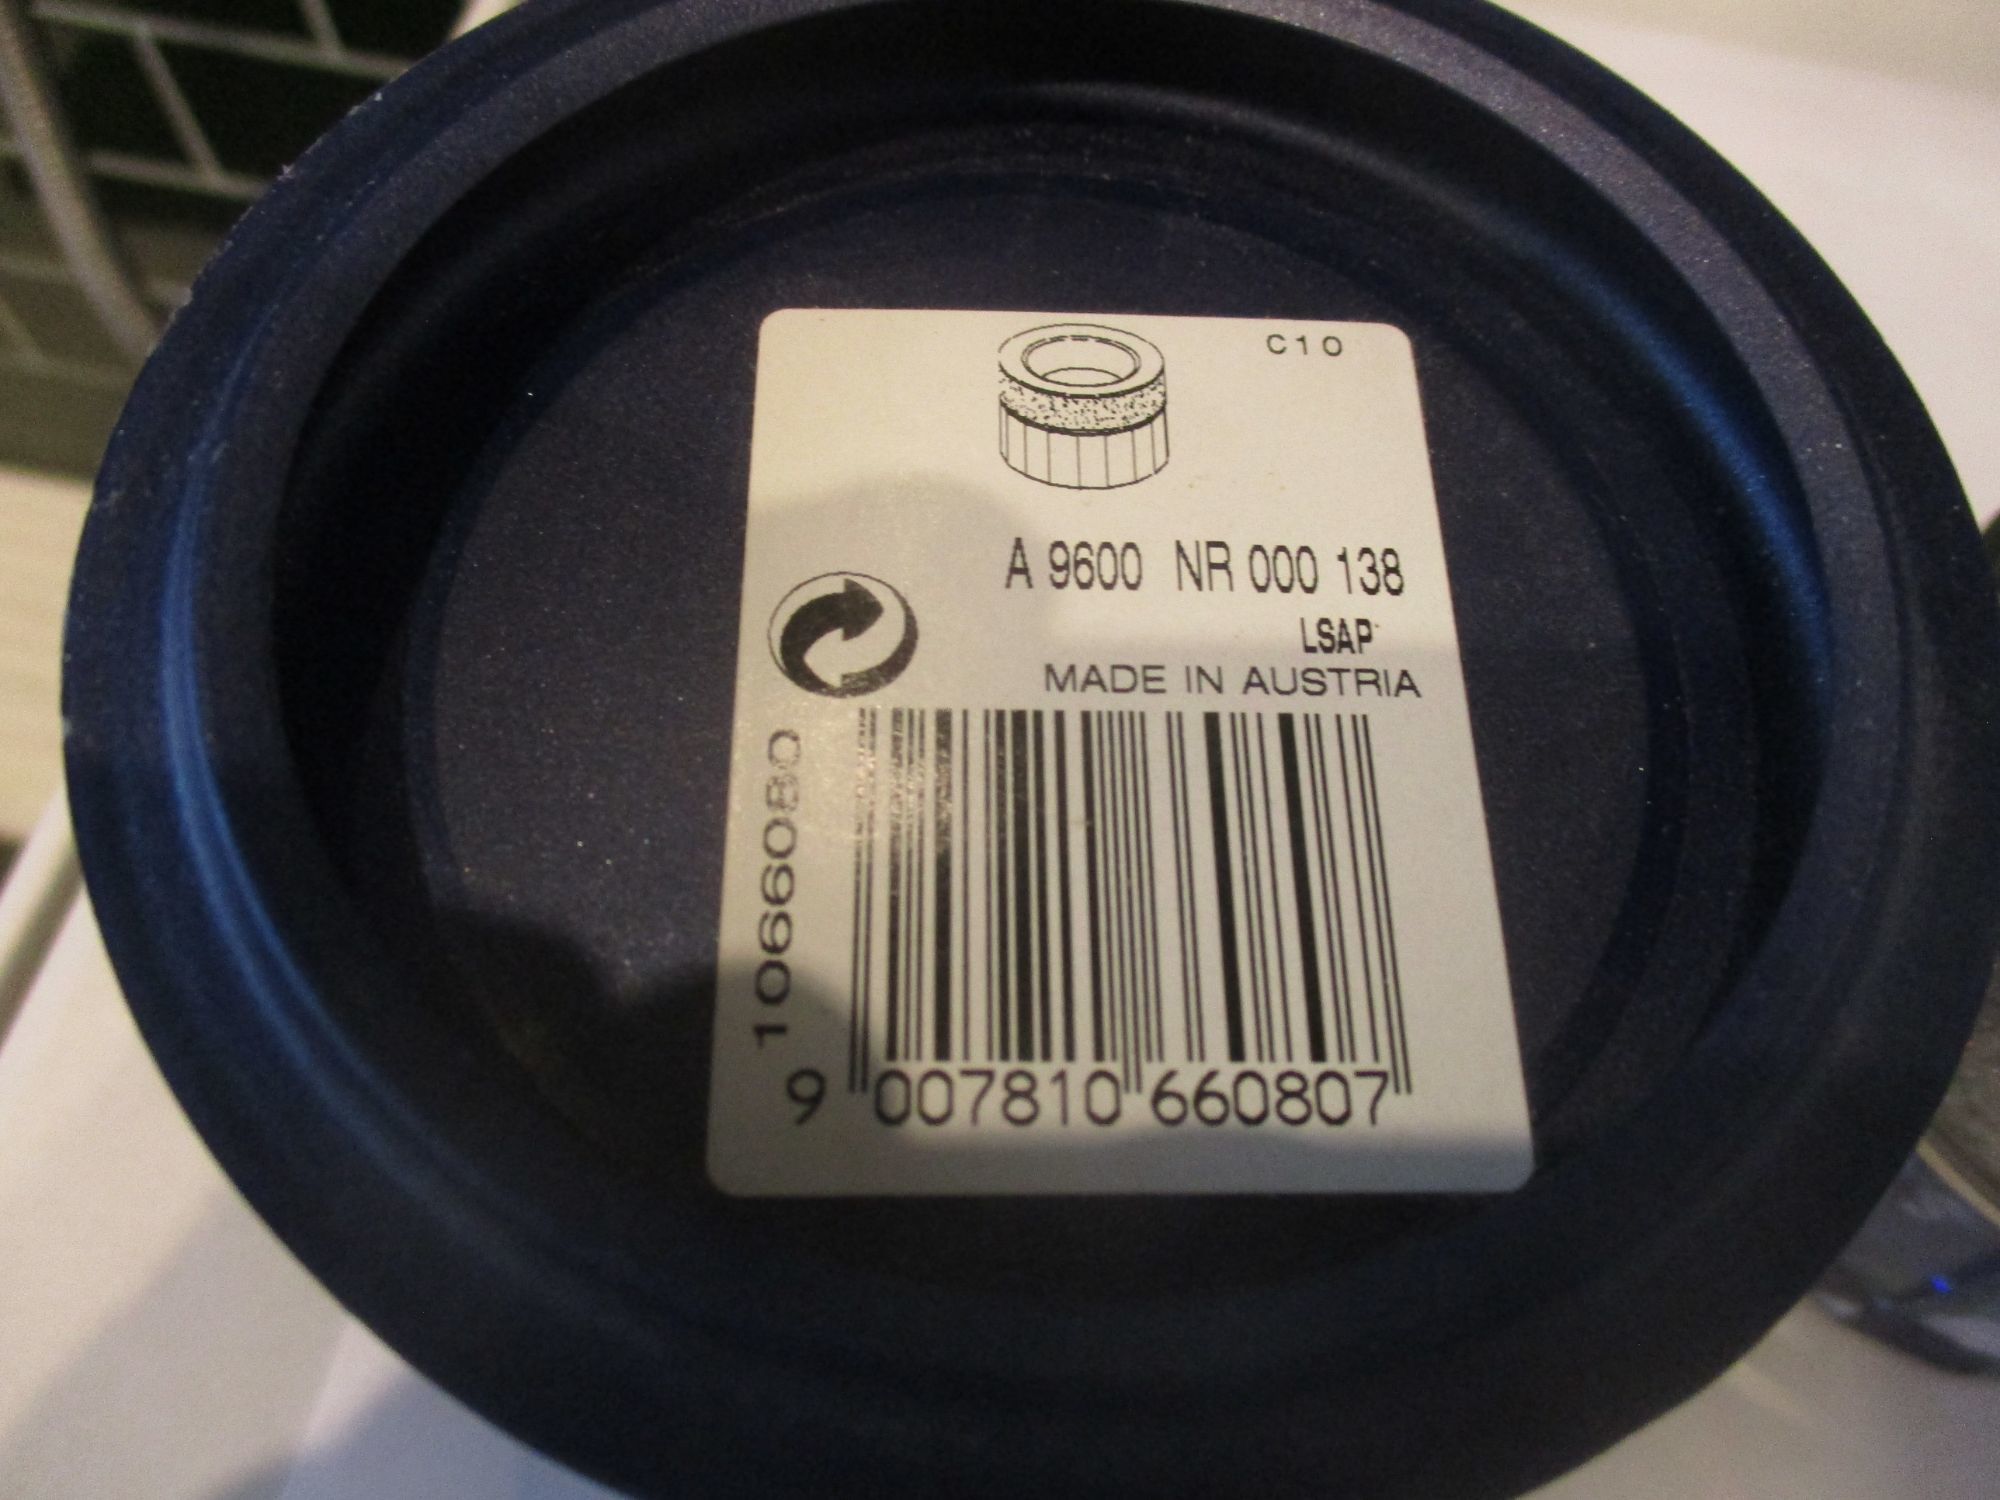 C10
A 9600 NR 000 138
LSAP
MADE IN AUSTRIA
1066080
9 007810 660807